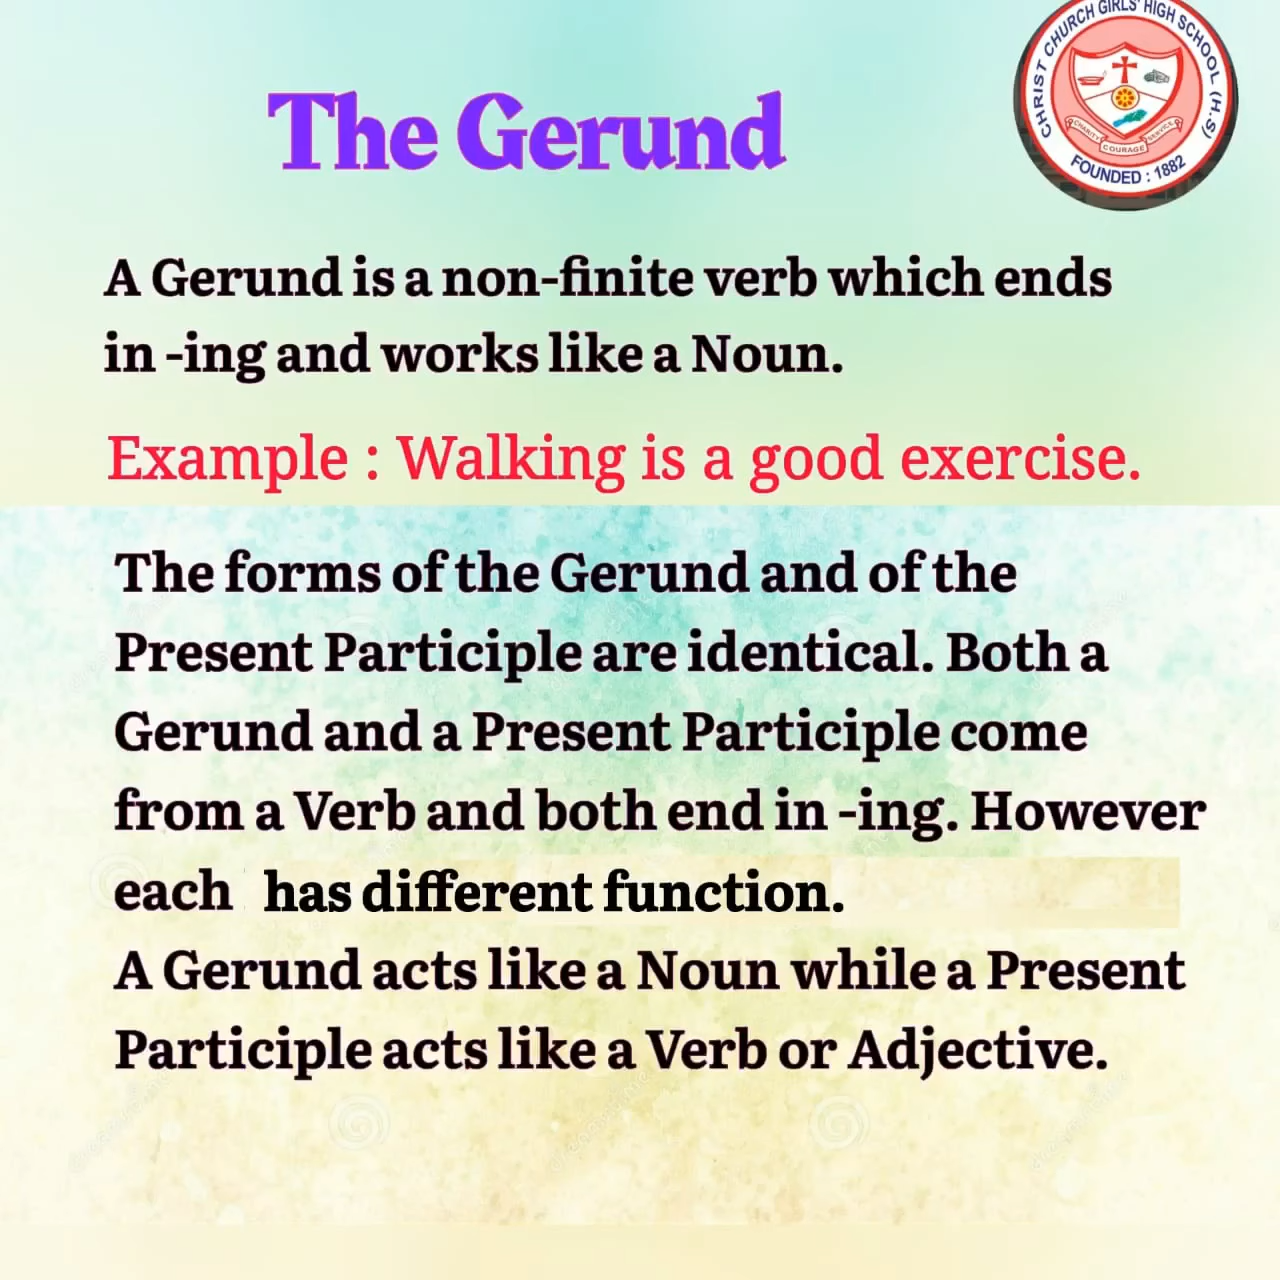 CHRIST CHURCH GIRLS' HIGH SCHOOL (H.S)
CHARITY
COURAGE
SERVICE
FOUNDED : 1882
The Gerund
A Gerund is a non-finite verb which ends
in -ing and works like a Noun.
Example : Walking is a good exercise.
The forms of the Gerund and of the
Present Participle are identical. Both a
Gerund and a Present Participle come
from a Verb and both end in -ing. However
each has different function.
A Gerund acts like a Noun while a Present
Participle acts like a Verb or Adjective.